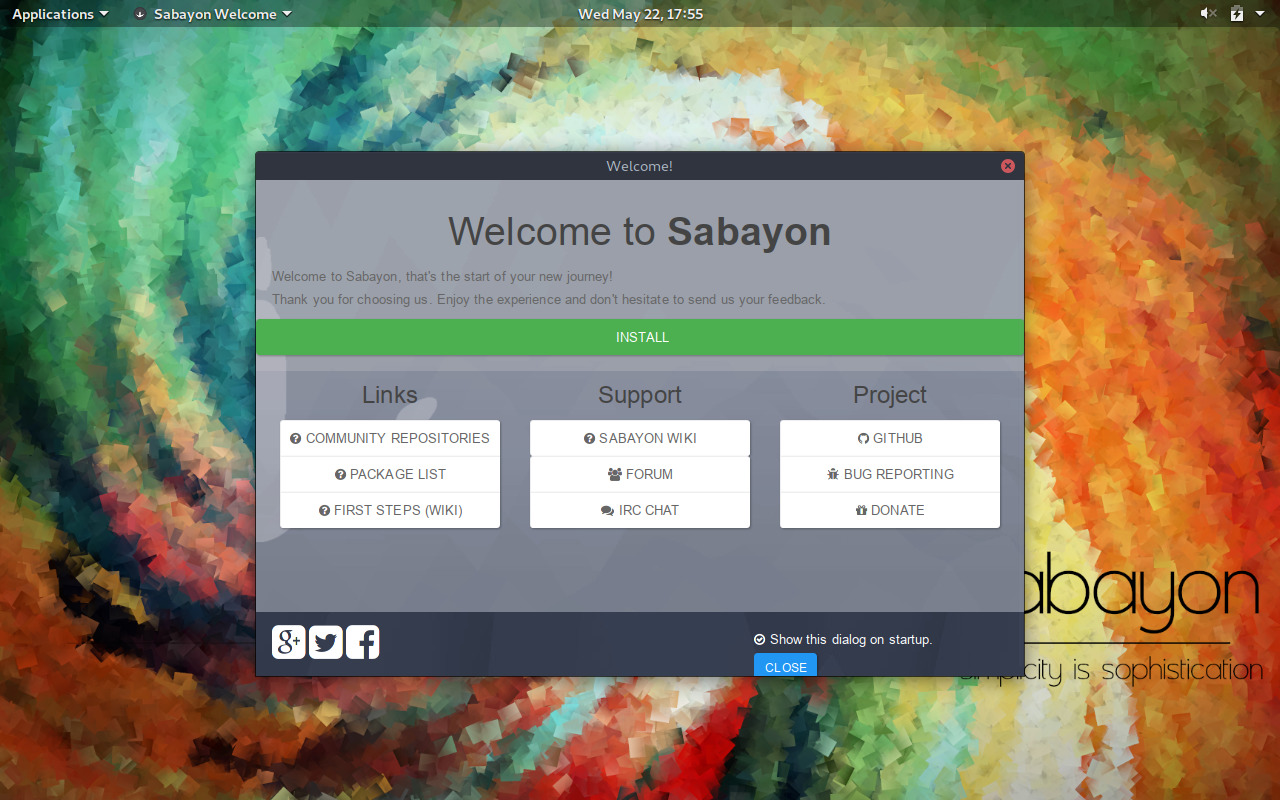 Applications Sabayon Welcome Wed May 22, 17:55
Welcome!
Welcome to Sabayon
Welcome to Sabayon, that's the start of your new journey!
Thank you for choosing us. Enjoy the experience and don't hesitate to send us your feedback.
INSTALL
Links Support Project
COMMUNITY REPOSITORIES SABAYON WIKI GITHUB
PACKAGE LIST FORUM BUG REPORTING
FIRST STEPS (WIKI) IRC CHAT DONATE
abayon
g+ Show this dialog on startup.
CLOSE
simplicity is sophistication